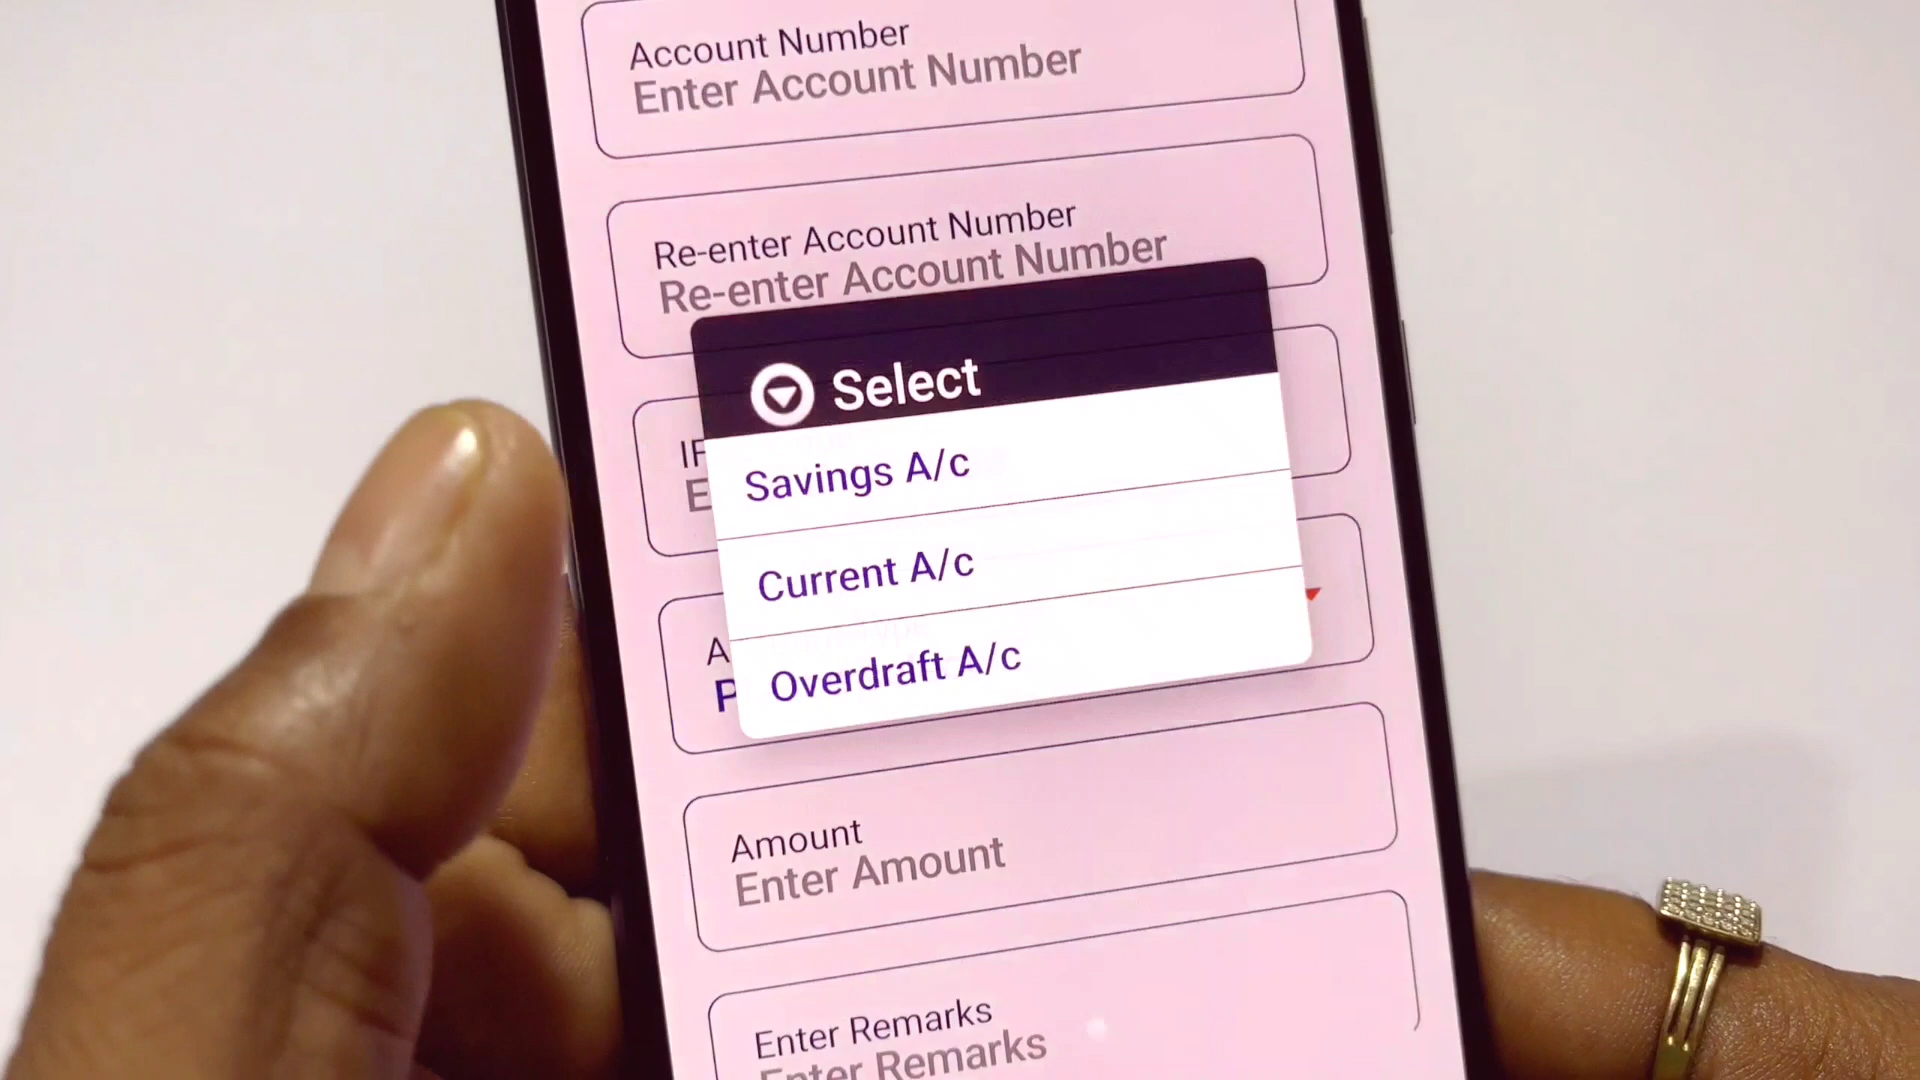 Account Number
Enter Account Number
Re-enter Account Number
Re-enter Account Number
Select
Savings A/c
Current A/c
Overdraft A/c
Amount
Enter Amount
Enter Remarks
Enter Remarks